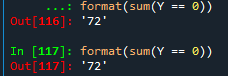 ...: format(sum(Y == 0))
Out[116]: '72'
In [117]: format(sum(Y == 0))
Out[117]: '72'